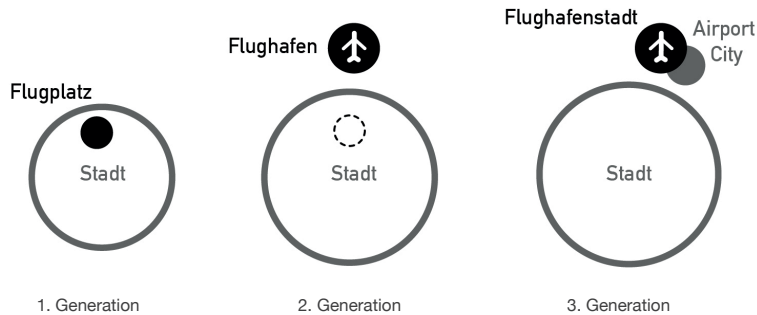 Flugplatz
Stadt
1. Generation
Flughafen
Stadt
2. Generation
Flughafenstadt
Airport
City
Stadt
3. Generation